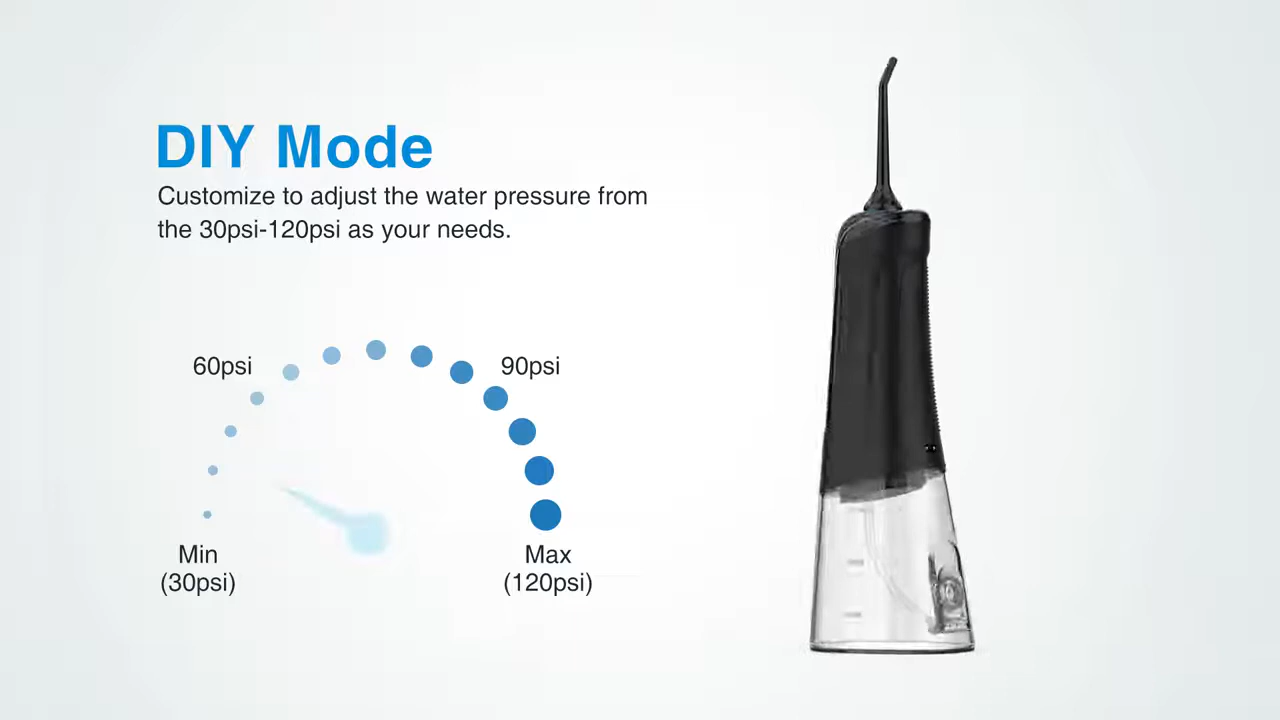 DIY Mode
Customize to adjust the water pressure from
the 30psi-120psi as your needs.
60psi
90psi
Min
(30psi)
Max
(120psi)